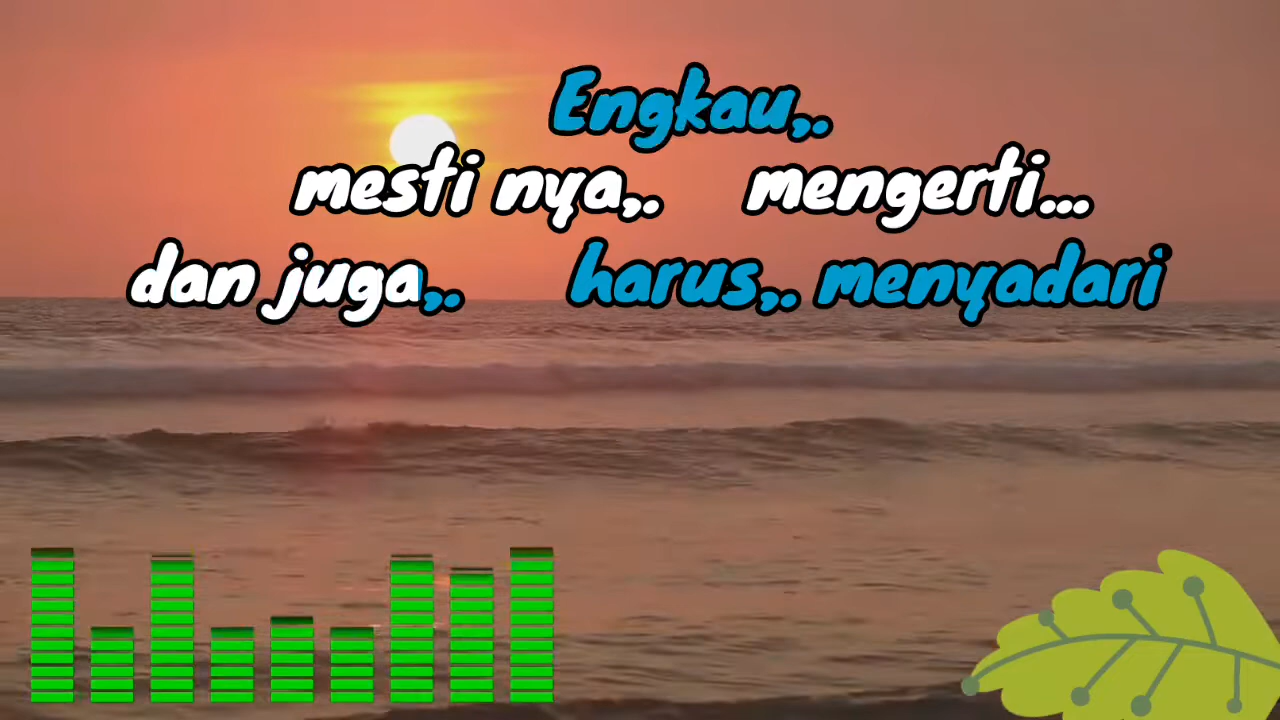 Engkau,.
mesti nya,. mengerti...
dan juga,. harus,. menyadari